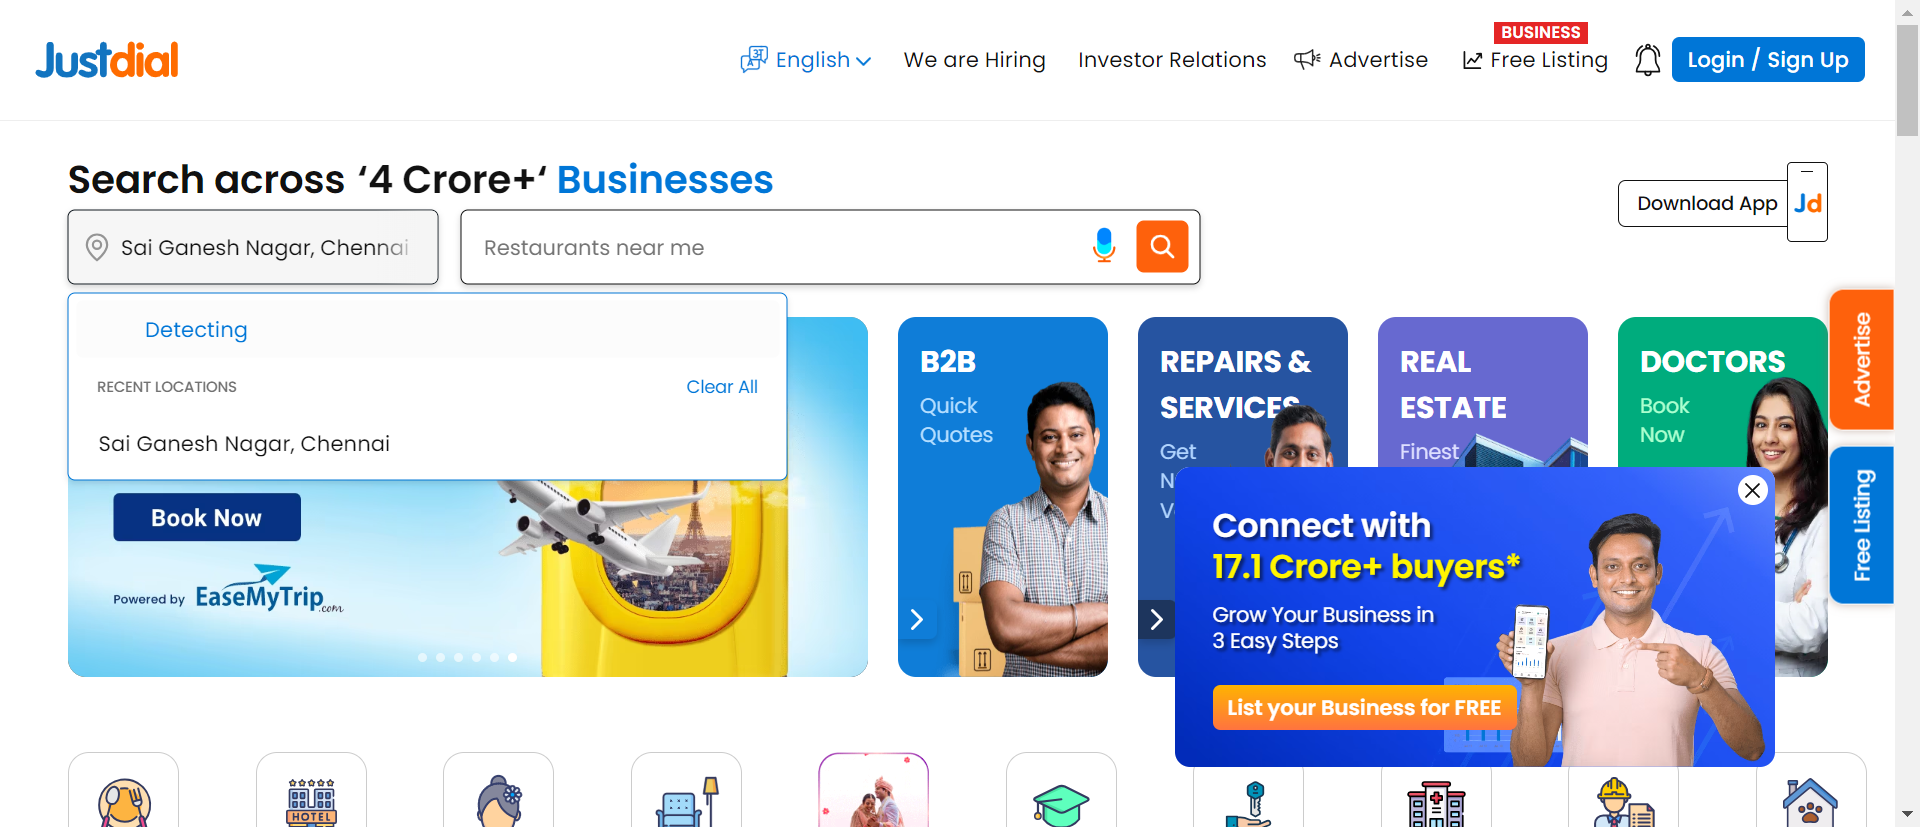 Justdial
English
We are Hiring
Investor Relations
Advertise
BUSINESS
Free Listing
Login / Sign Up
Search across ‘4 Crore+‘ Businesses
Sai Ganesh Nagar, Chennai
Restaurants near me
Download App
Jd
Detecting
RECENT LOCATIONS
Clear All
Sai Ganesh Nagar, Chennai
Book Now
Powered by EaseMyTrip.com
B2B
Quick
Quotes
REPAIRS &
SERVICES
Get
REAL
ESTATE
Finest
DOCTORS
Book
Now
Advertise
Free Listing
Connect with
17.1 Crore+ buyers*
Grow Your Business in
3 Easy Steps
List your Business for FREE
HOTEL